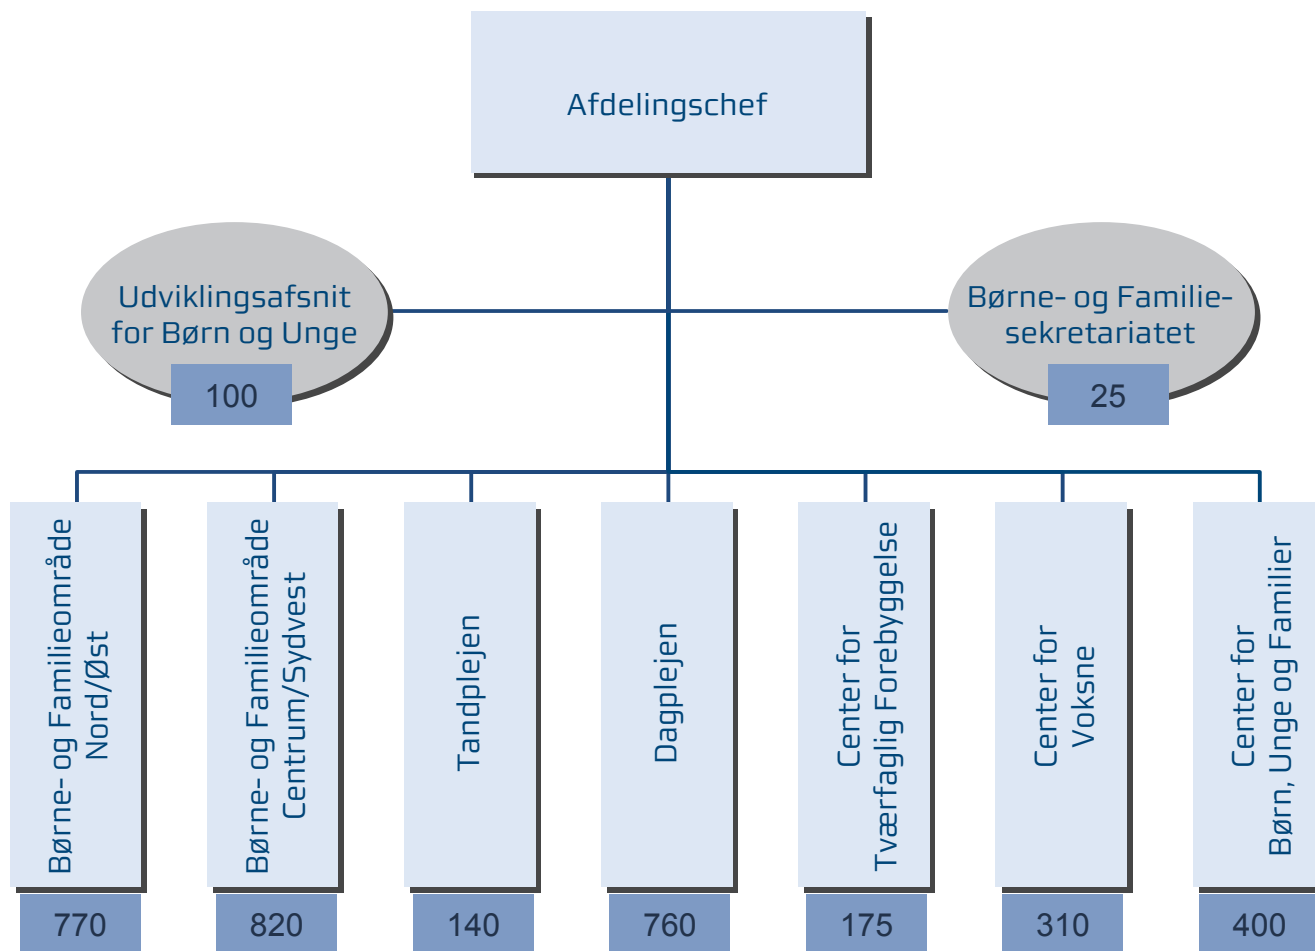 Afdelingschef
Udviklingsafsnit
for Børn og Unge
100
Børne- og Familie-
sekretariatet
25
Børne- og Familieområde
Nord/Øst
770
Børne- og Familieområde
Centrum/Sydvest
820
Tandplejen
140
Dagplejen
760
Center for
Tværfaglig Forebyggelse
175
Center for
Voksne
310
Center for
Børn, Unge og Familier
400